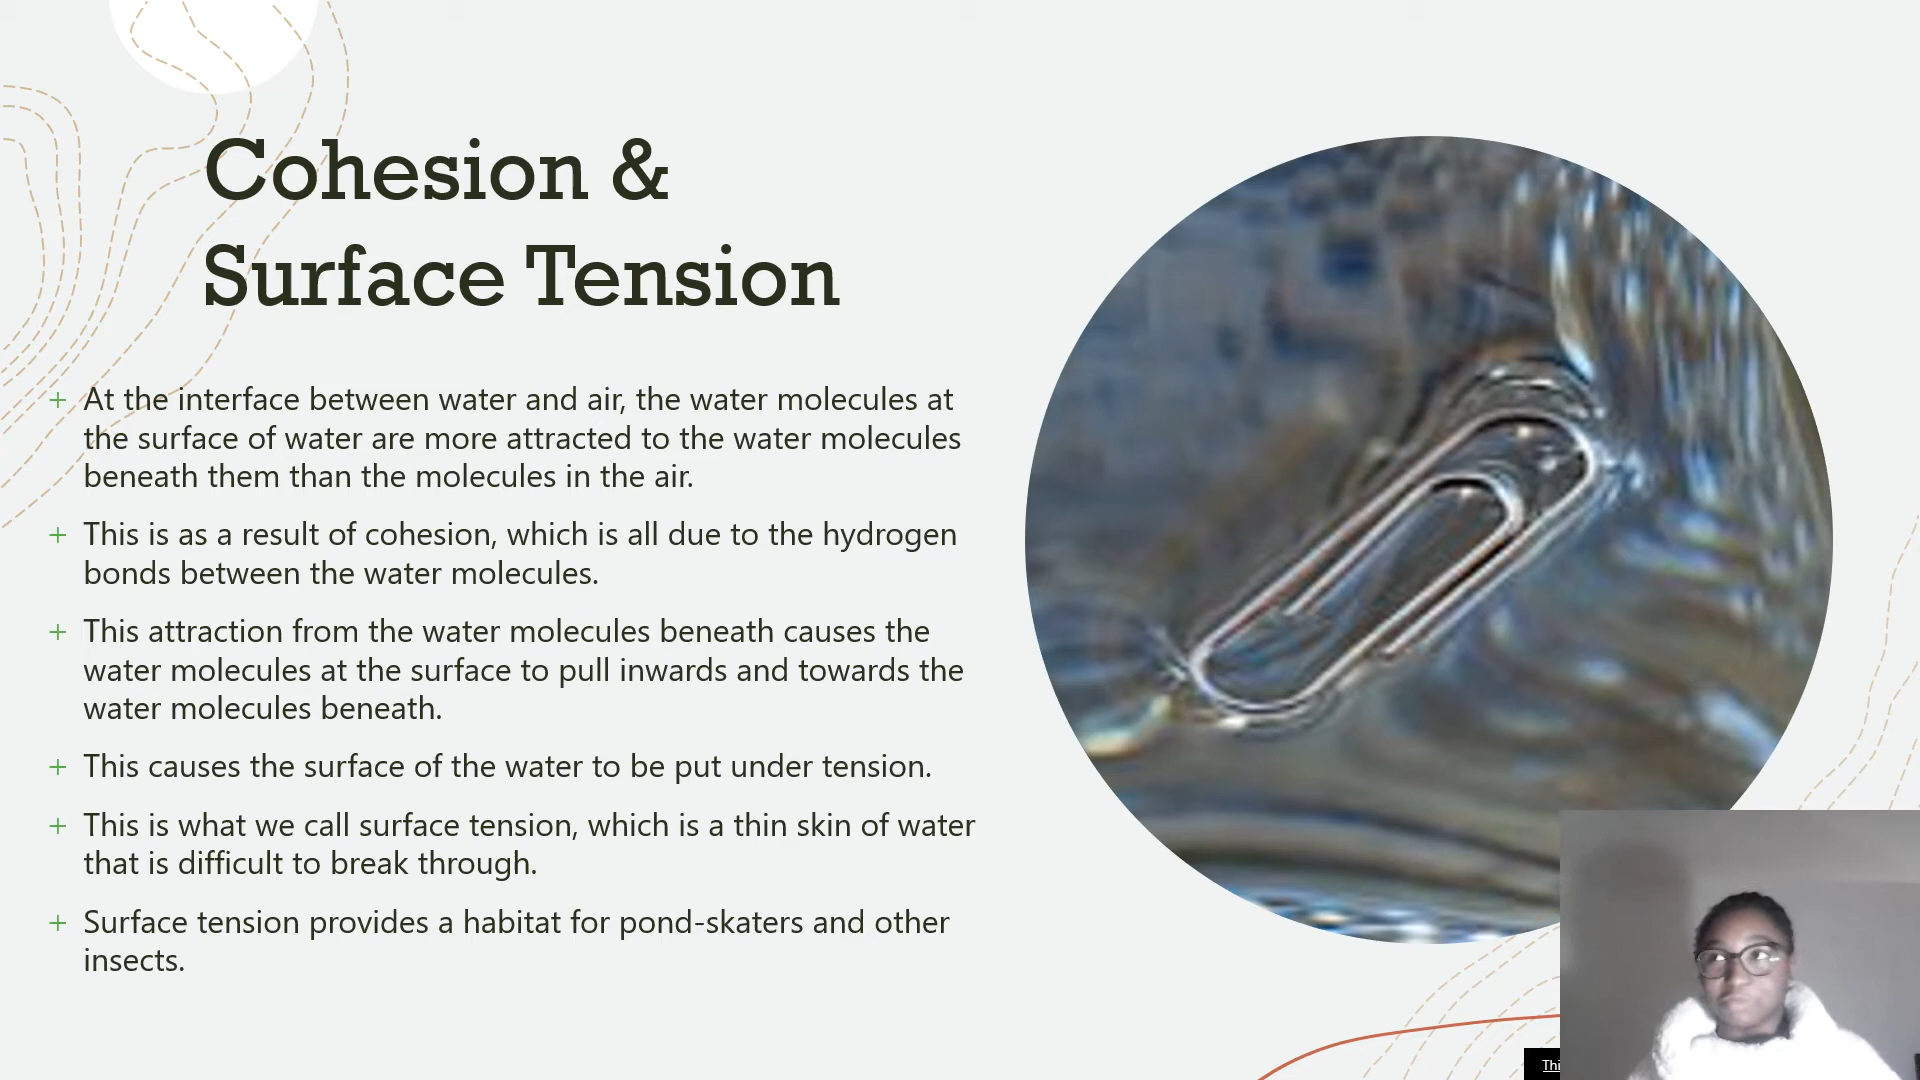 Cohesion &
Surface Tension
+ At the interface between water and air, the water molecules at
the surface of water are more attracted to the water molecules
beneath them than the molecules in the air.
+ This is as a result of cohesion, which is all due to the hydrogen
bonds between the water molecules.
+ This attraction from the water molecules beneath causes the
water molecules at the surface to pull inwards and towards the
water molecules beneath.
+ This causes the surface of the water to be put under tension.
+ This is what we call surface tension, which is a thin skin of water
that is difficult to break through.
+ Surface tension provides a habitat for pond-skaters and other
insects.